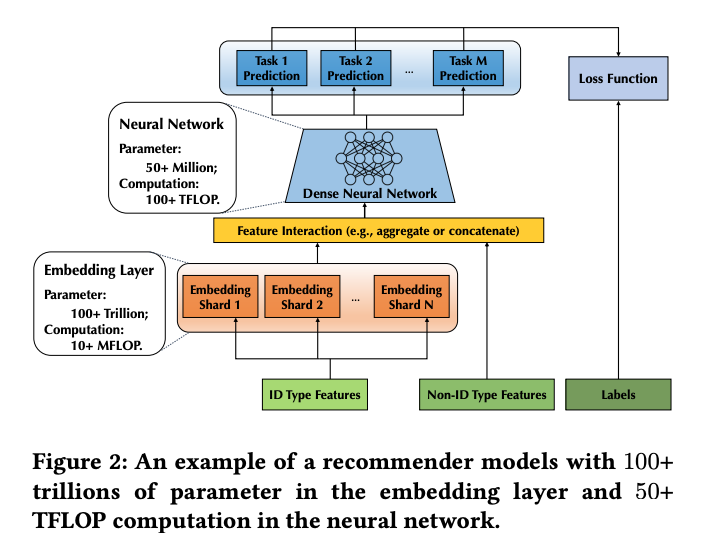 Task 1
Prediction
Task 2
Prediction
...
Task M
Prediction
Loss Function
Neural Network
Parameter:
50+ Million;
Computation:
100+ TFLOP.
Dense Neural Network
Feature Interaction (e.g., aggregate or concatenate)
Embedding Layer
Parameter:
100+ Trillion;
Computation:
10+ MFLOP.
Embedding
Shard 1
Embedding
Shard 2
...
Embedding
Shard N
ID Type Features
Non-ID Type Features
Labels
Figure 2: An example of a recommender models with 100+
trillions of parameter in the embedding layer and 50+
TFLOP computation in the neural network.